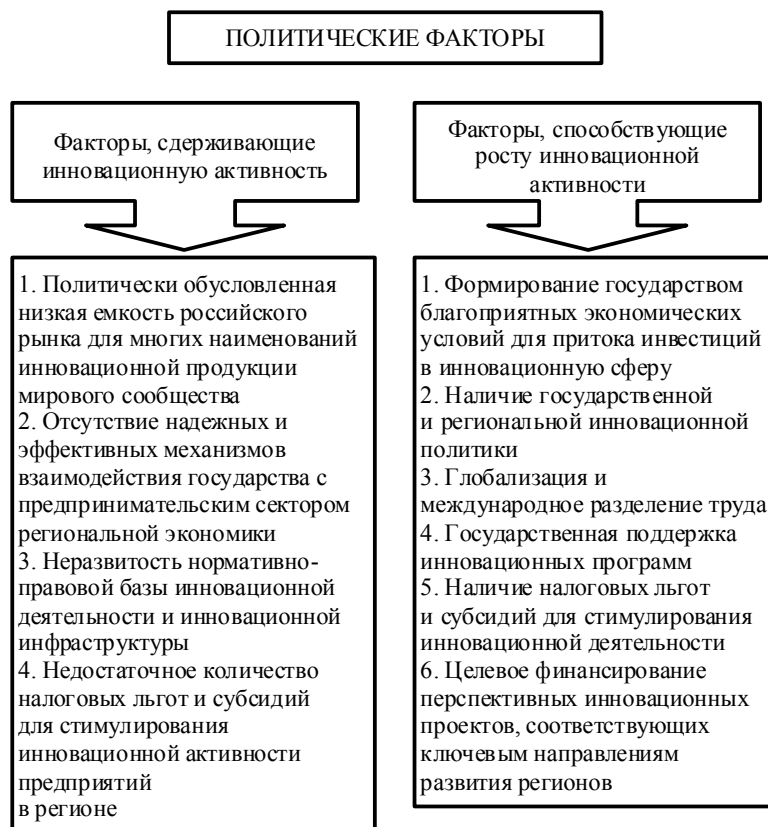 ПОЛИТИЧЕСКИЕ ФАКТОРЫ
Факторы, сдерживающие
инновационную активность
Факторы, способствующие
росту инновационной
активности
1. Политически обусловленная
низкая емкость российского
рынка для многих наименований
инновационной продукции
мирового сообщества
2. Отсутствие надежных и
эффективных механизмов
взаимодействия государства с
предпринимательским сектором
региональной экономики
3. Неразвитость нормативно-
правовой базы инновационной
деятельности и инновационной
инфраструктуры
4. Недостаточное количество
налоговых льгот и субсидий
для стимулирования
инновационной активности
предприятий
в регионе
1. Формирование государством
благоприятных экономических
условий для притока инвестиций
в инновационную сферу
2. Наличие государственной
и региональной инновационной
политики
3. Глобализация и
международное разделение труда
4. Государственная поддержка
инновационных программ
5. Наличие налоговых льгот
и субсидий для стимулирования
инновационной деятельности
6. Целевое финансирование
перспективных инновационных
проектов, соответствующих
ключевым направлениям
развития регионов